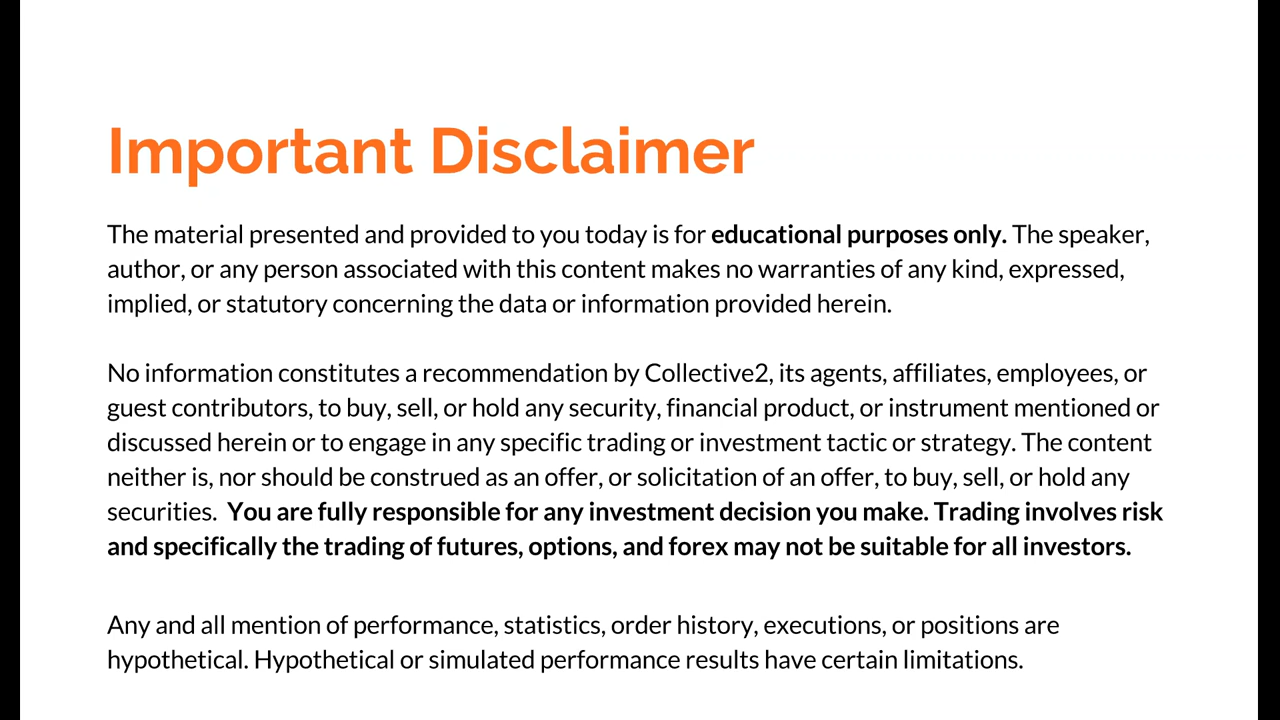 Important Disclaimer
The material presented and provided to you today is for educational purposes only. The speaker,
author, or any person associated with this content makes no warranties of any kind, expressed,
implied, or statutory concerning the data or information provided herein.
No information constitutes a recommendation by Collective2, its agents, affiliates, employees, or
guest contributors, to buy, sell, or hold any security, financial product, or instrument mentioned or
discussed herein or to engage in any specific trading or investment tactic or strategy. The content
neither is, nor should be construed as an offer, or solicitation of an offer, to buy, sell, or hold any
securities.  You are fully responsible for any investment decision you make. Trading involves risk
and specifically the trading of futures, options, and forex may not be suitable for all investors.
Any and all mention of performance, statistics, order history, executions, or positions are
hypothetical. Hypothetical or simulated performance results have certain limitations.